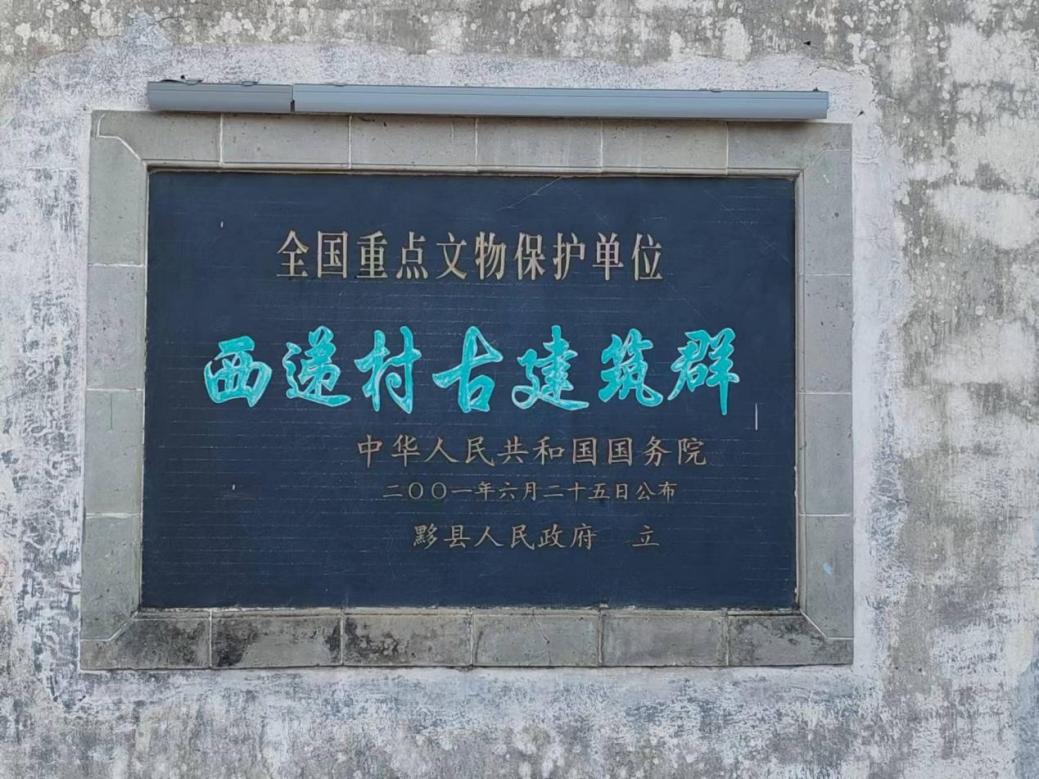 全国重点文物保护单位
西递村古建筑群
中华人民共和国国务院
二〇〇一年六月二十五日公布
黟县人民政府 立